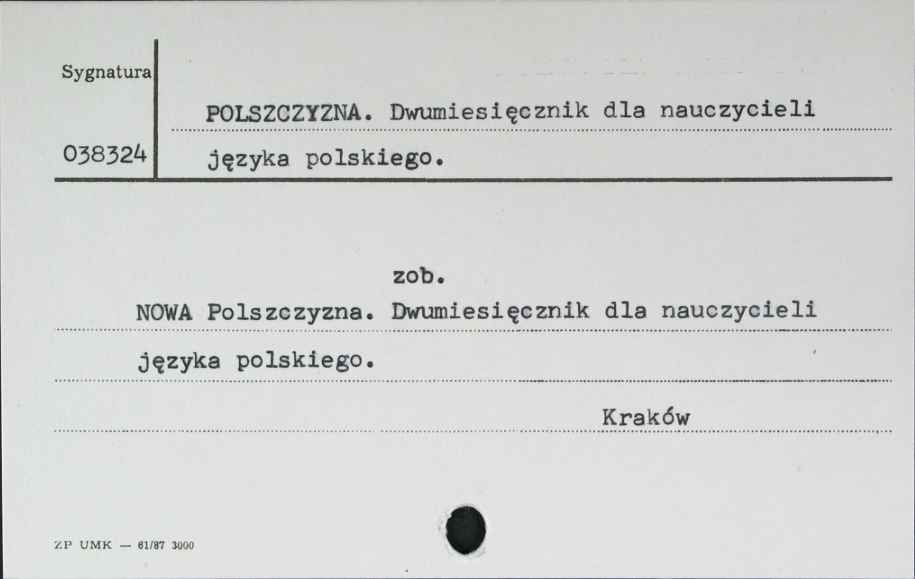 Sygnatura
POLSZCZYZNA. Dwumiesięcznik dla nauczycieli
038324
języka polskiego.
zob.
NOWA Polszczyzna. Dwumiesięcznik dla nauczycieli
języka polskiego.
Kraków
ZP UMK — 61/87 3000